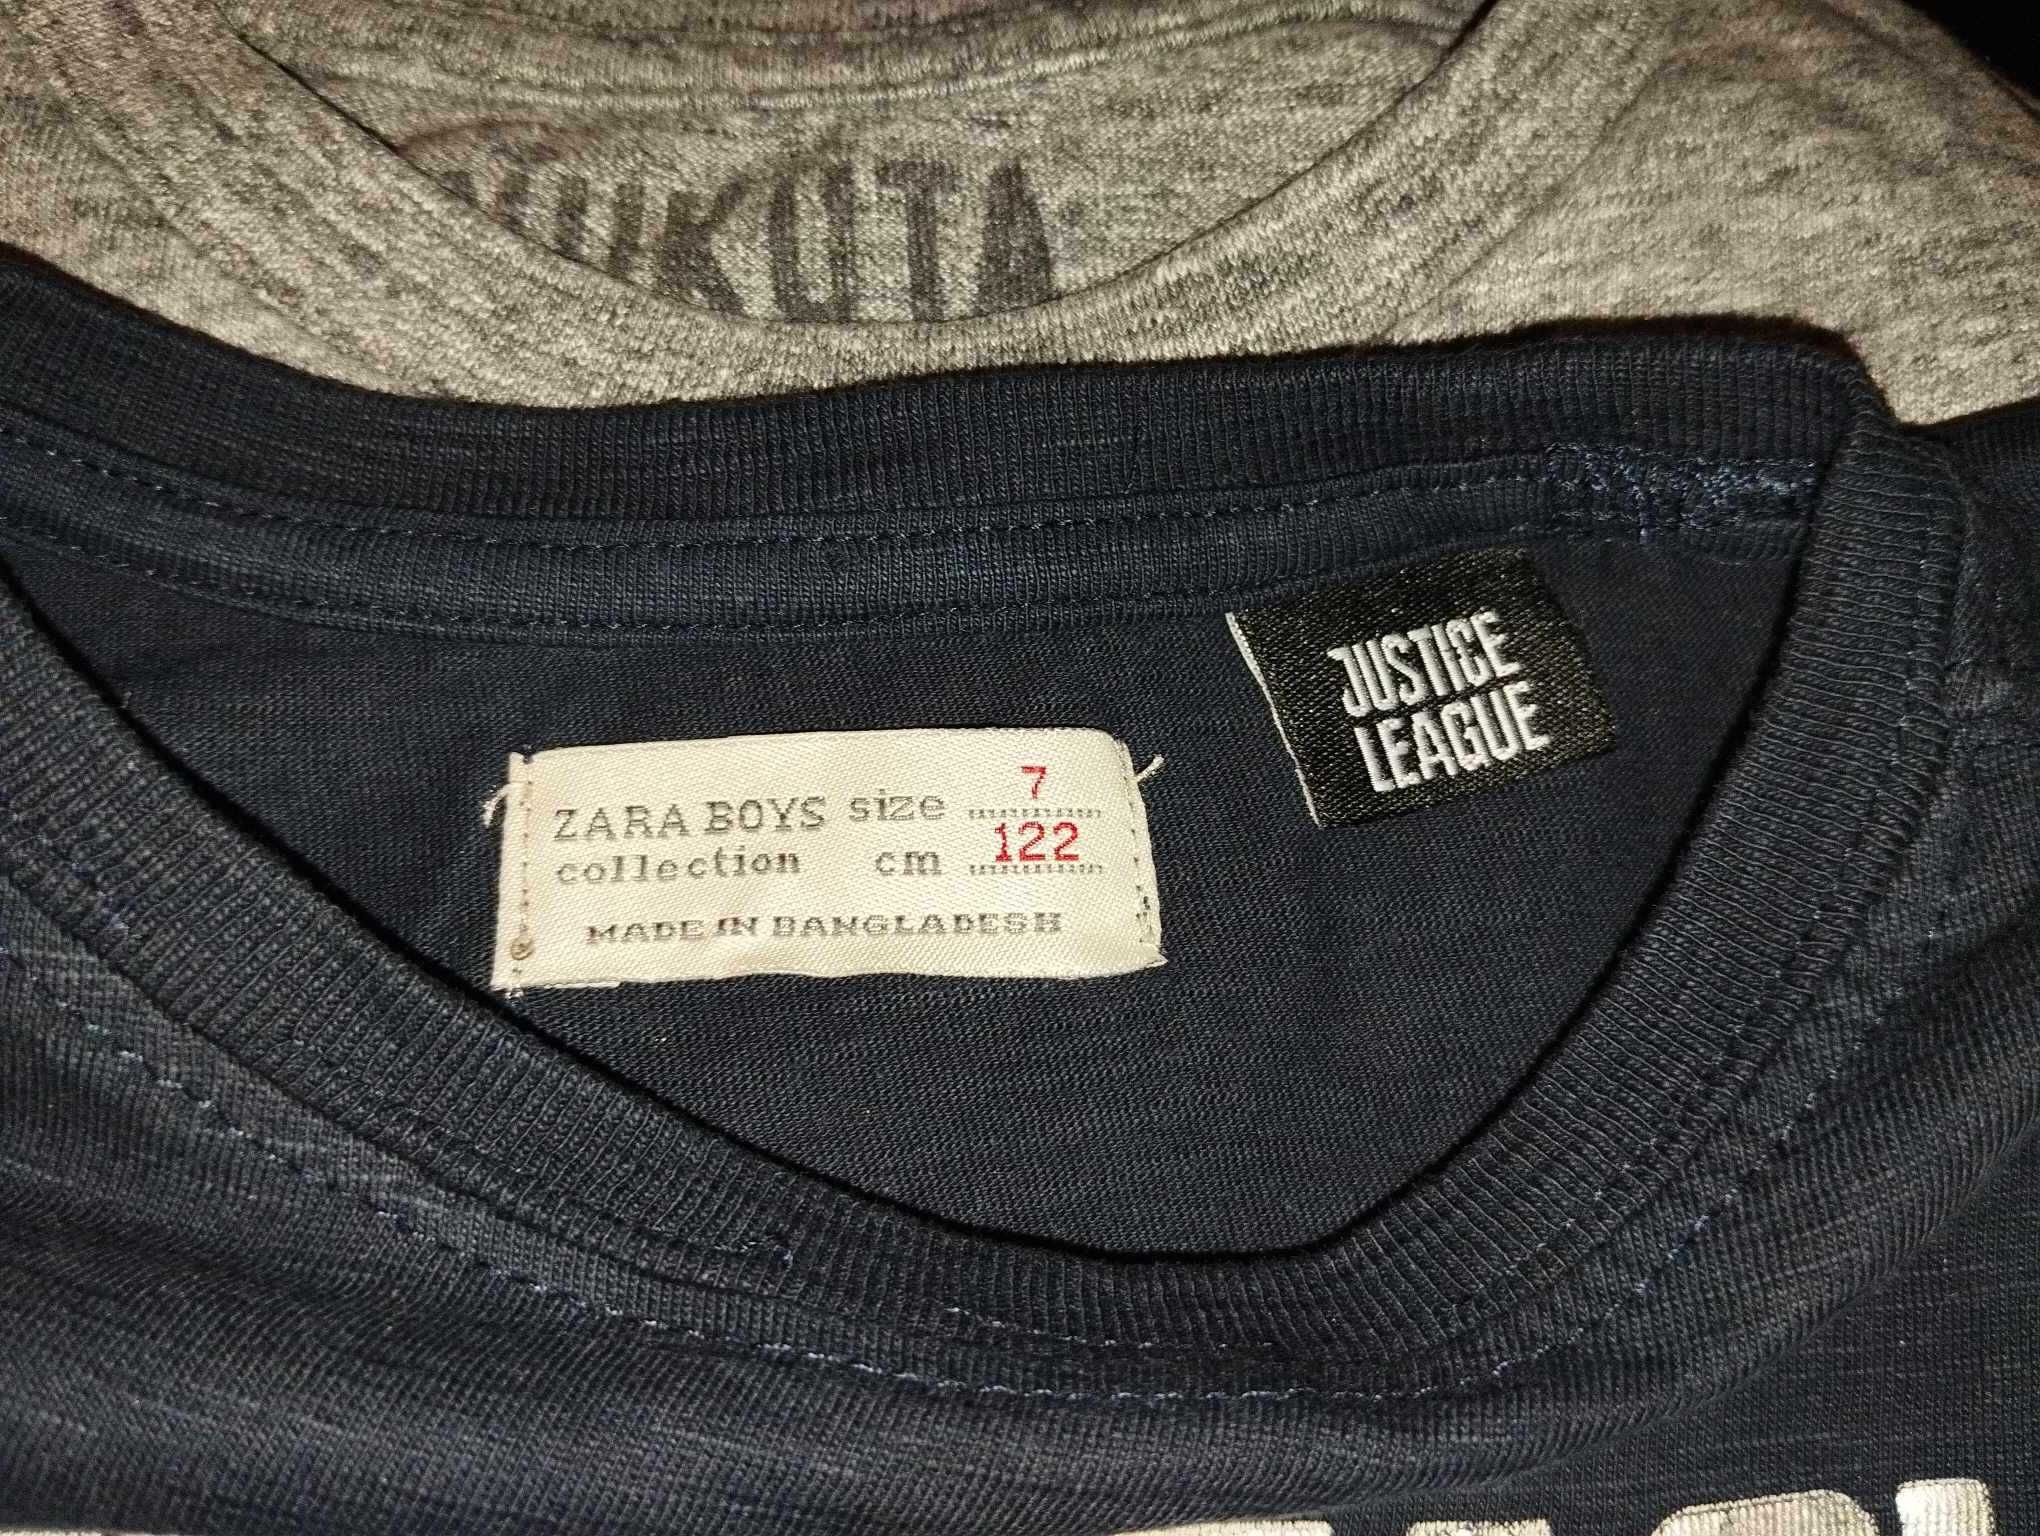 ZARA BOYS size 7
collection cm 122
MADE IN BANGLADESH
JUSTICE
LEAGUE